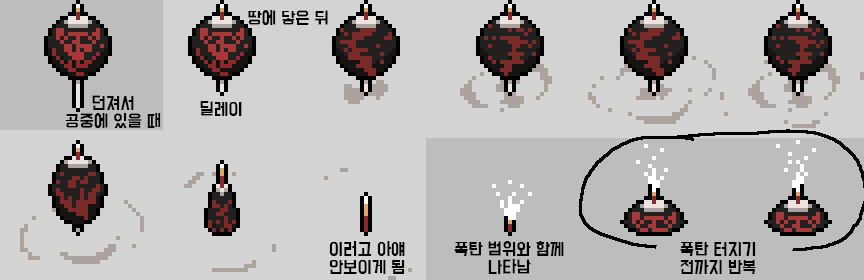 땅에 닿은 뒤
던져서
공중에 있을 때
딜레이
이러고 아얘
안보이게 됨
폭탄 범위와 함께
나타남
폭탄 터지기
전까지 반복